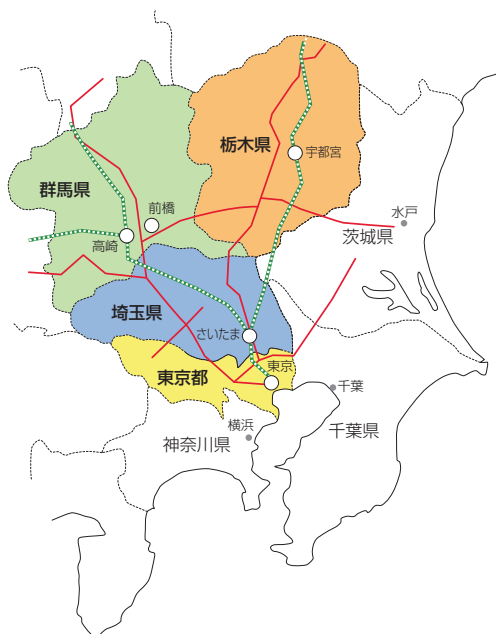 栃木県
宇都宮
群馬県
前橋
水戸
高崎
茨城県
埼玉県
さいたま
東京
東京都
千葉
横浜
千葉県
神奈川県